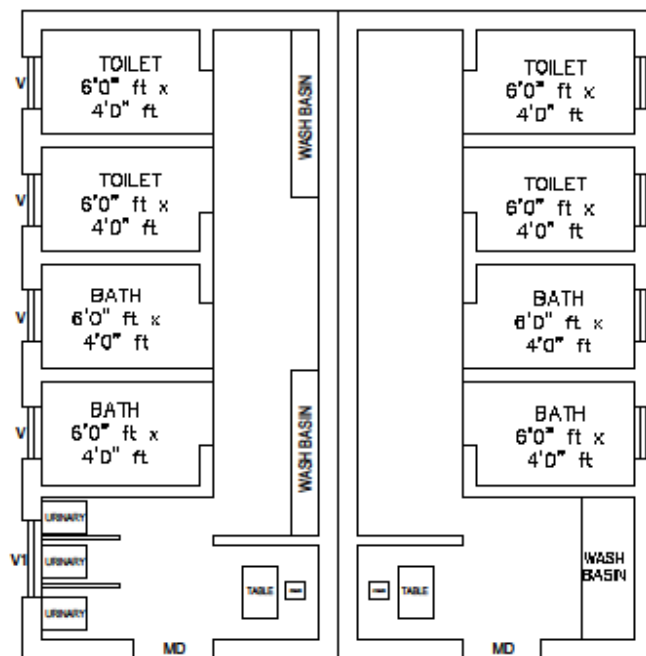 TOILET
6'0" ft x
4'0" ft
TOILET
6'0" ft x
4'0" ft
BATH
6'0" ft x
4'0" ft
BATH
6'0" ft x
4'0" ft
V
V
V
V
V1
WASH BASIN
WASH BASIN
URINARY
URINARY
URINARY
TABLE
MD
TOILET
6'0" ft x
4'0" ft
TOILET
6'0" ft x
4'0" ft
BATH
6'0" ft x
4'0" ft
BATH
6'0" ft x
4'0" ft
WASH
BASIN
TABLE
MD